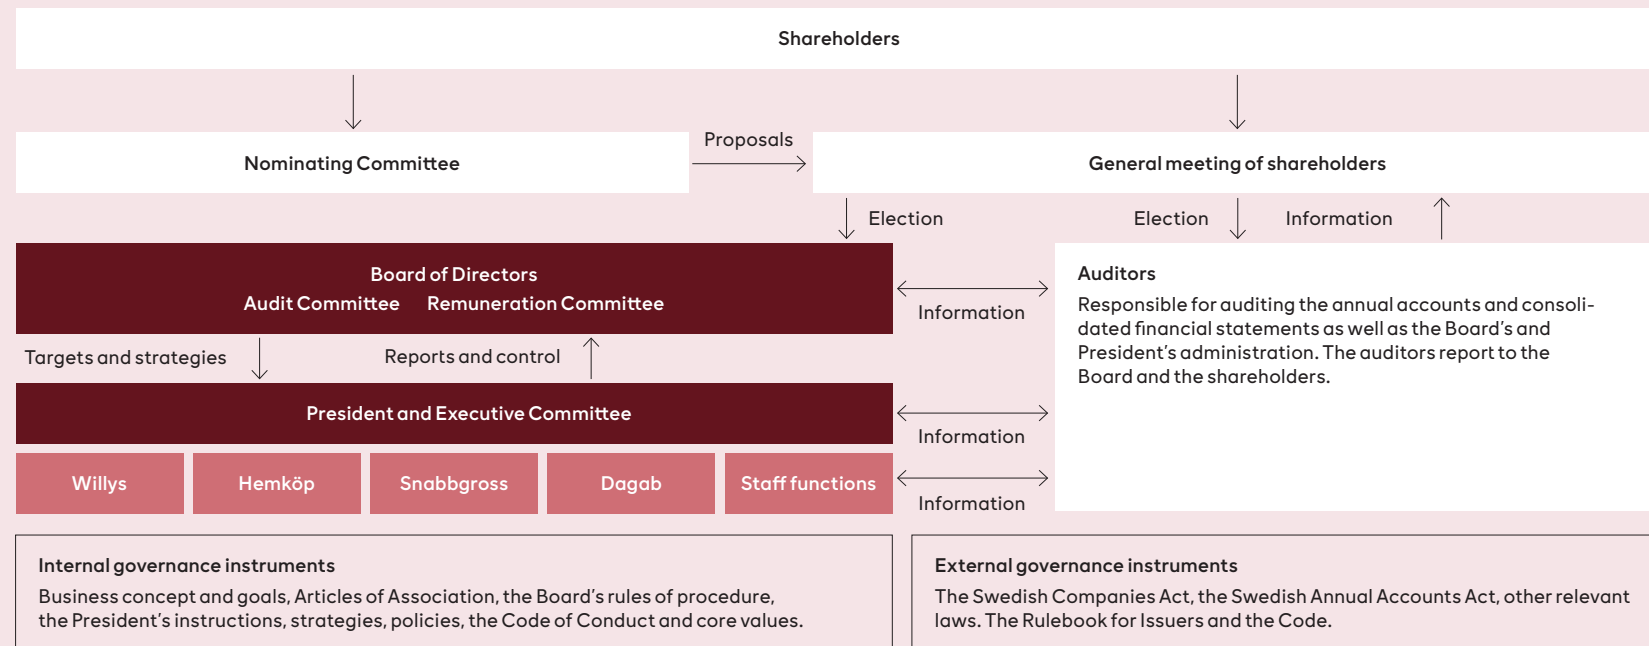 Shareholders
Nominating Committee
Proposals
General meeting of shareholders
Election
Election
Information
Board of Directors
Audit Committee Remuneration Committee
Information
Auditors
Responsible for auditing the annual accounts and consoli-
dated financial statements as well as the Board's and
President's administration. The auditors report to the
Board and the shareholders.
Targets and strategies
Reports and control
President and Executive Committee
Information
Willys
Hemköp
Snabbgross
Dagab
Staff functions
Information
Internal governance instruments
Business concept and goals, Articles of Association, the Board's rules of procedure,
the President's instructions, strategies, policies, the Code of Conduct and core values.
External governance instruments
The Swedish Companies Act, the Swedish Annual Accounts Act, other relevant
laws. The Rulebook for Issuers and the Code.